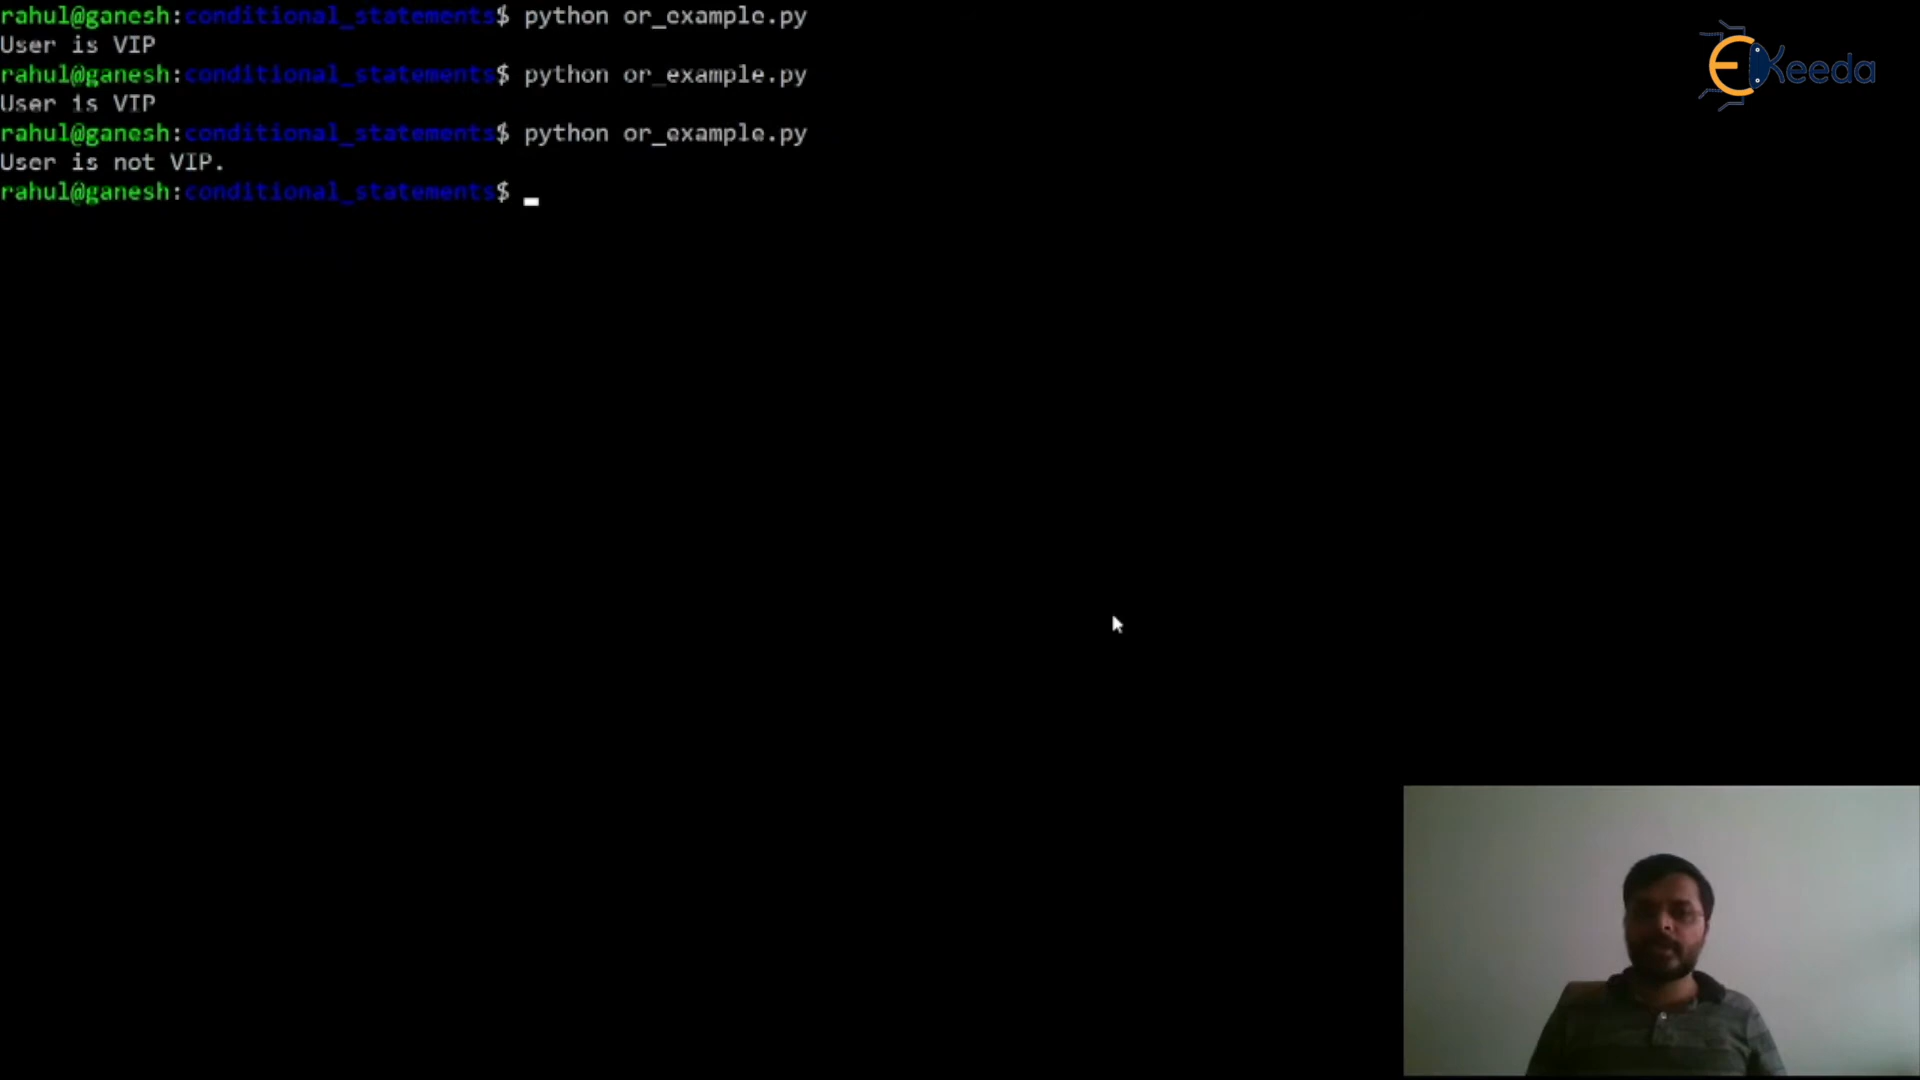 rahul@ganesh:conditional_statements$ python or_example.py
User is VIP
rahul@ganesh:conditional_statements$ python or_example.py
User is VIP
rahul@ganesh:conditional_statements$ python or_example.py
User is not VIP.
rahul@ganesh:conditional_statements$
EKeeda